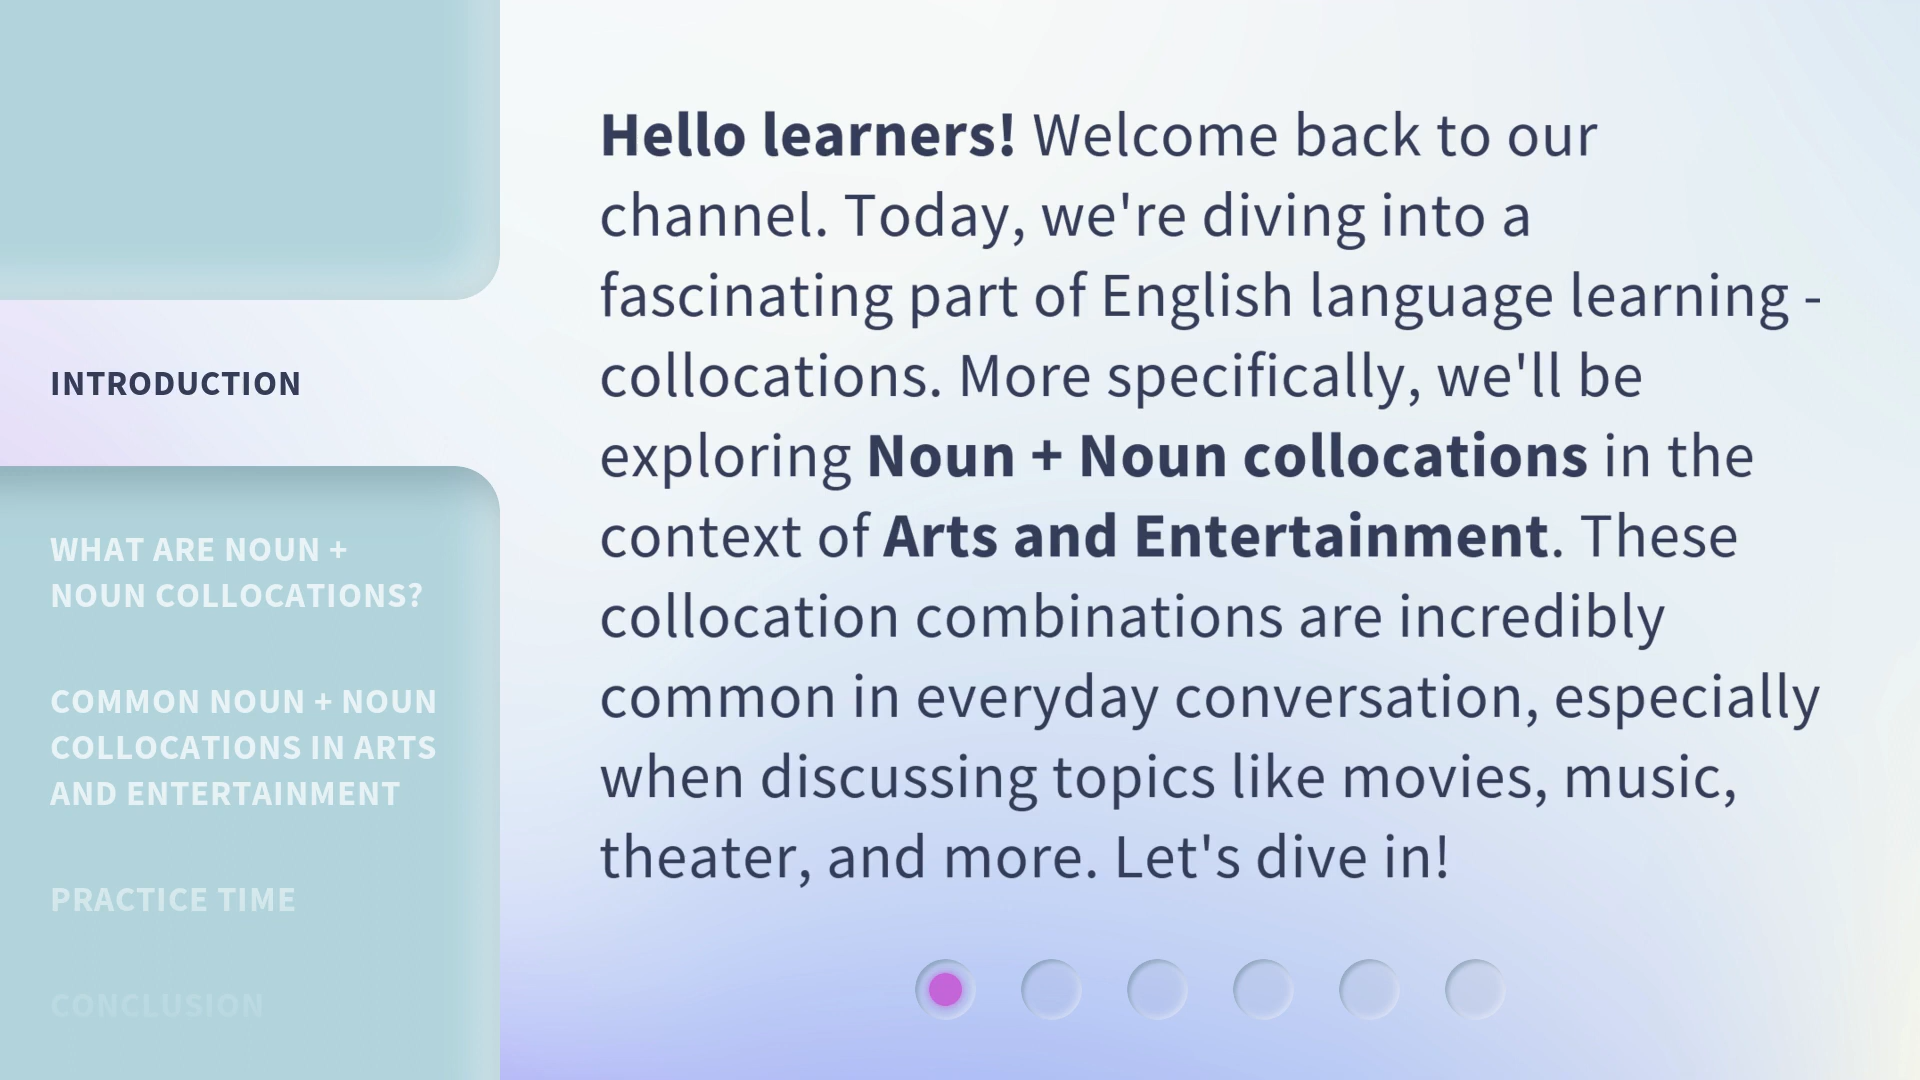 INTRODUCTION
WHAT ARE NOUN +
NOUN COLLOCATIONS?
COMMON NOUN + NOUN
COLLOCATIONS IN ARTS
AND ENTERTAINMENT
PRACTICE TIME
CONCLUSION
Hello learners! Welcome back to our
channel. Today, we're diving into a
fascinating part of English language learning -
collocations. More specifically, we'll be
exploring Noun + Noun collocations in the
context of Arts and Entertainment. These
collocation combinations are incredibly
common in everyday conversation, especially
when discussing topics like movies, music,
theater, and more. Let's dive in!